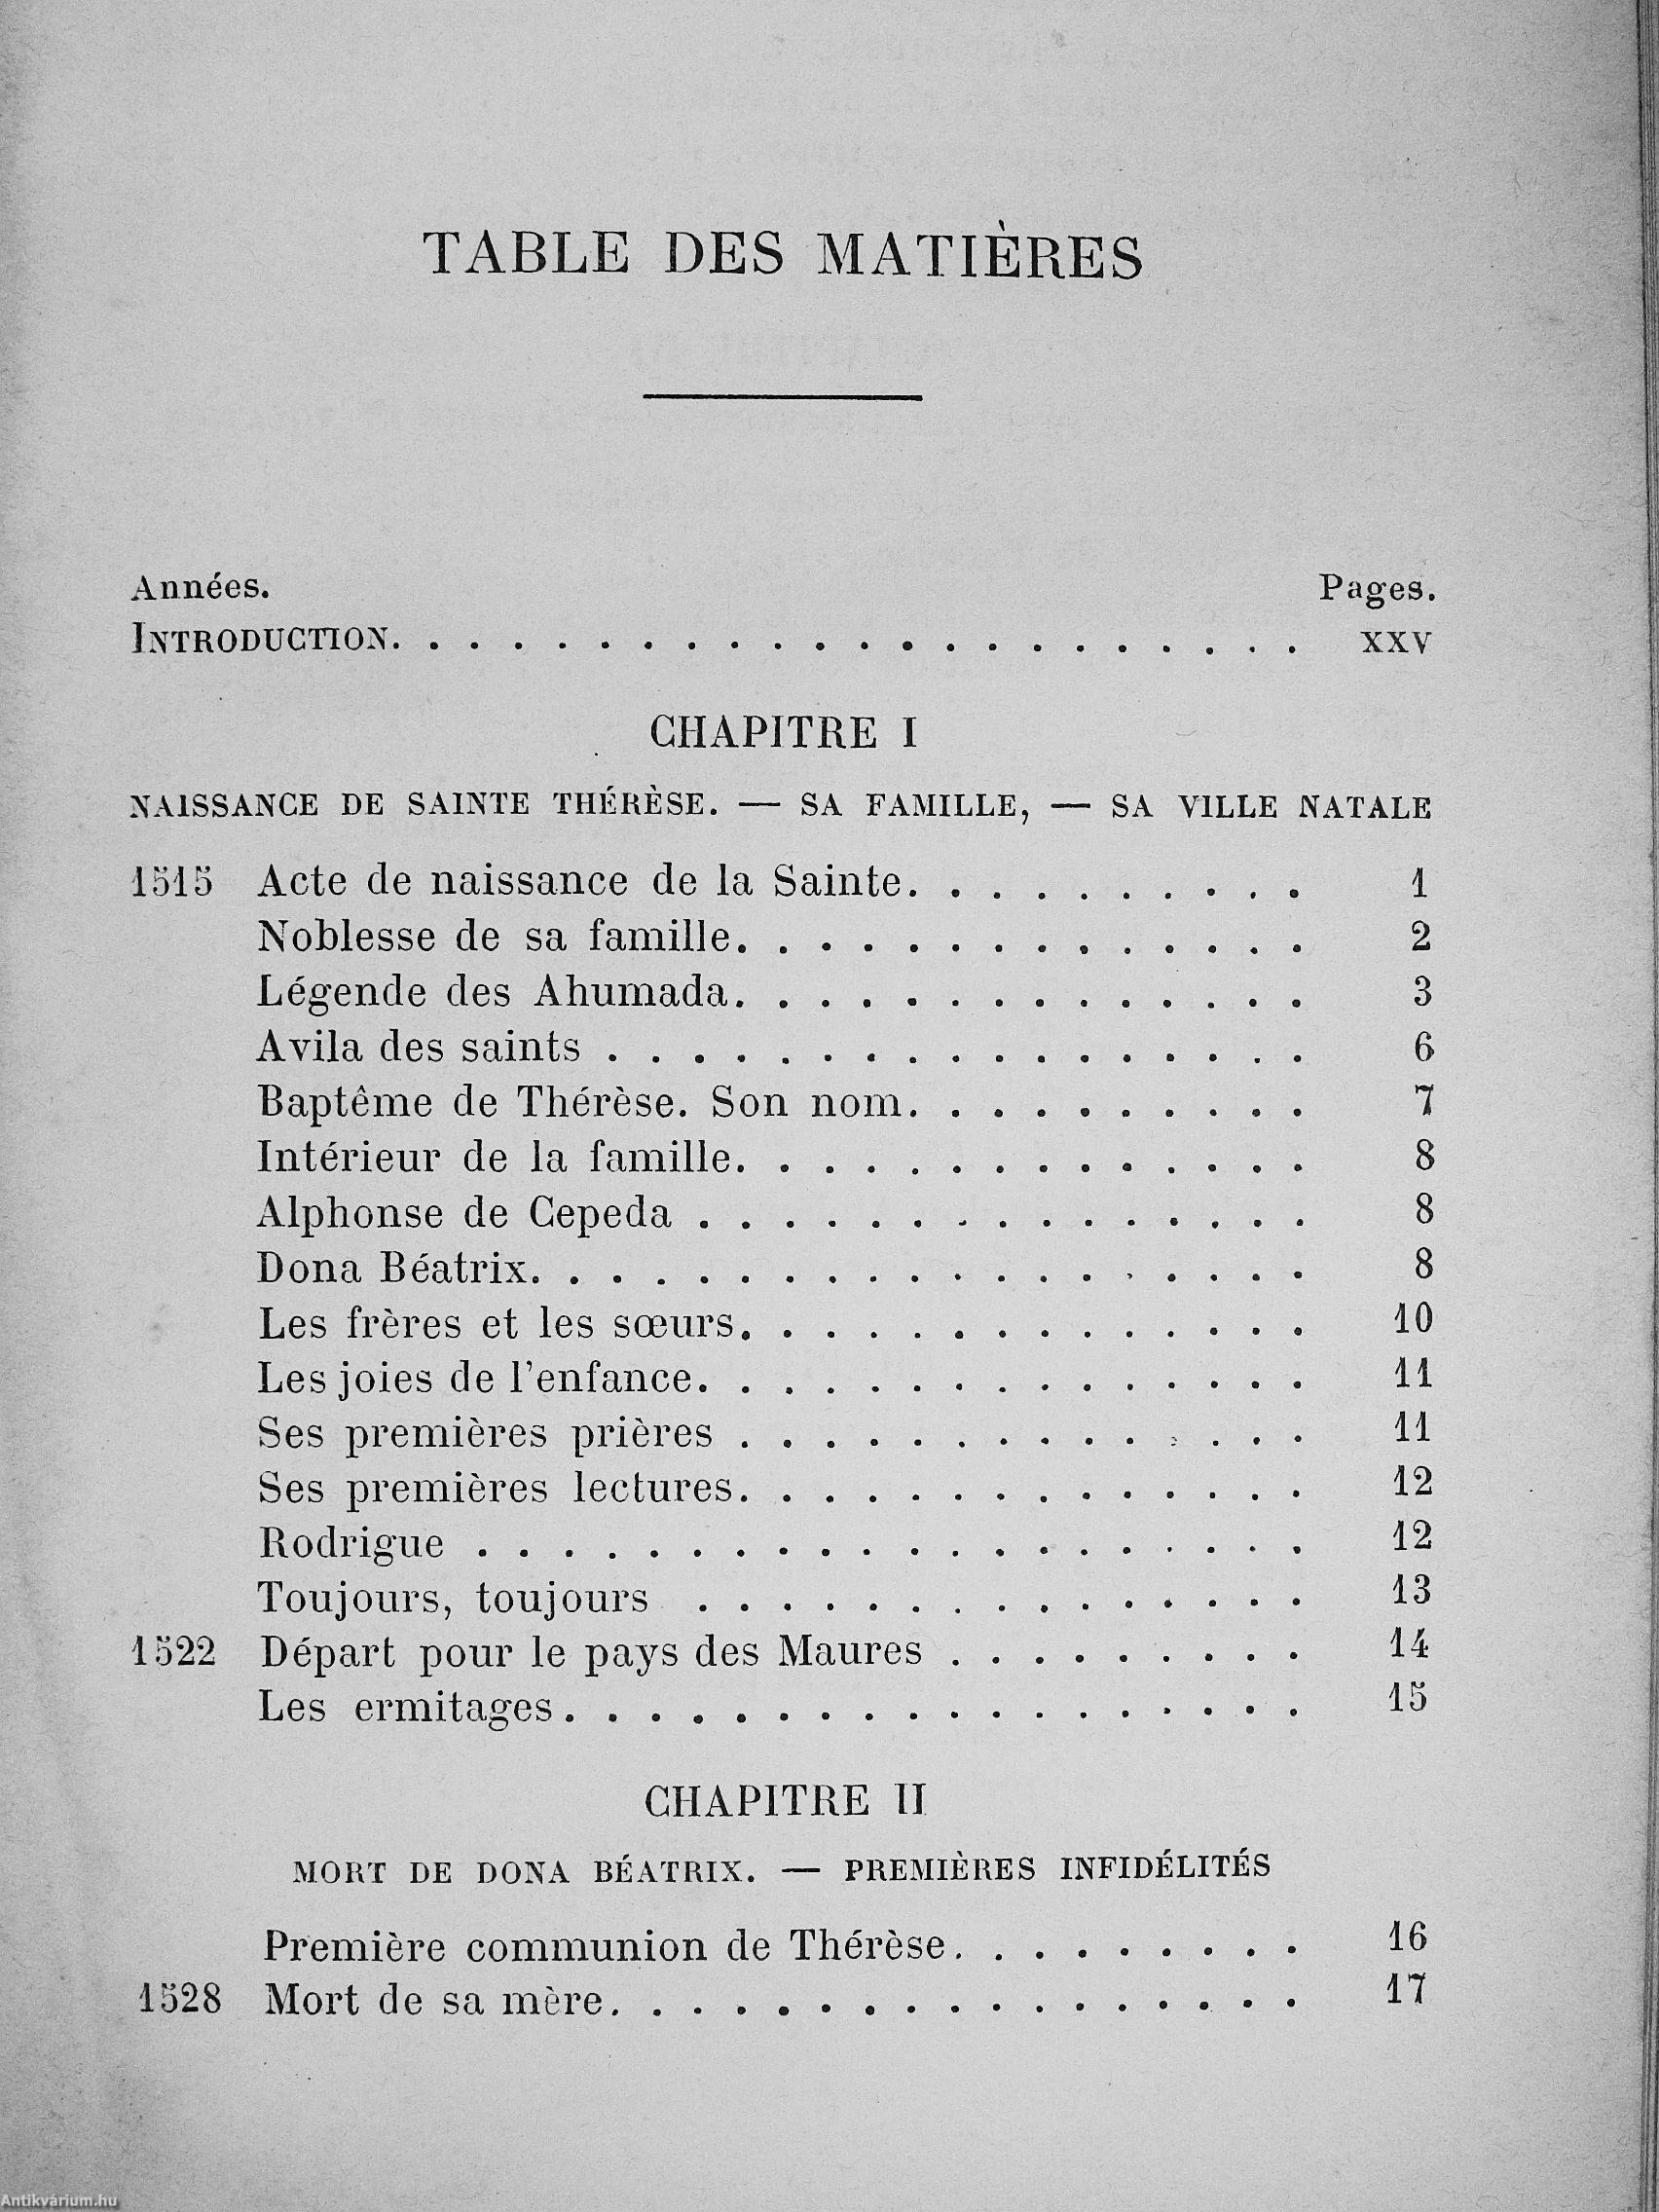 TABLE DES MATIÈRES
Années. Pages.
INTRODUCTION. . . . . . . . . . . . . . . . . . . . . . XXV
CHAPITRE I
NAISSANCE DE SAINTE THÉRÈSE. — SA FAMILLE, — SA VILLE NATALE
1515 Acte de naissance de la Sainte. . . . . . . . . . 1
Noblesse de sa famille. . . . . . . . . . . . . . 2
Légende des Ahumada. . . . . . . . . . . . . . 3
Avila des saints . . . . . . . . . . . . . . . . . 6
Baptême de Thérèse. Son nom. . . . . . . . . . 7
Intérieur de la famille. . . . . . . . . . . . . . 8
Alphonse de Cepeda . . . . . . . . . . . . . . . 8
Dona Béatrix. . . . . . . . . . . . . . . . . . . 8
Les frères et les sœurs. . . . . . . . . . . . . . 10
Les joies de l'enfance. . . . . . . . . . . . . . . 11
Ses premières prières . . . . . . . . . . . . . . 11
Ses premières lectures. . . . . . . . . . . . . . 12
Rodrigue . . . . . . . . . . . . . . . . . . . . 12
Toujours, toujours . . . . . . . . . . . . . . . 13
1522 Départ pour le pays des Maures . . . . . . . . . 14
Les ermitages. . . . . . . . . . . . . . . . . . 15
CHAPITRE II
MORT DE DONA BÉATRIX. — PREMIÈRES INFIDÉLITÉS
Première communion de Thérèse. . . . . . . . . 16
1528 Mort de sa mère. . . . . . . . . . . . . . . . . 17
Antikvárium.hu